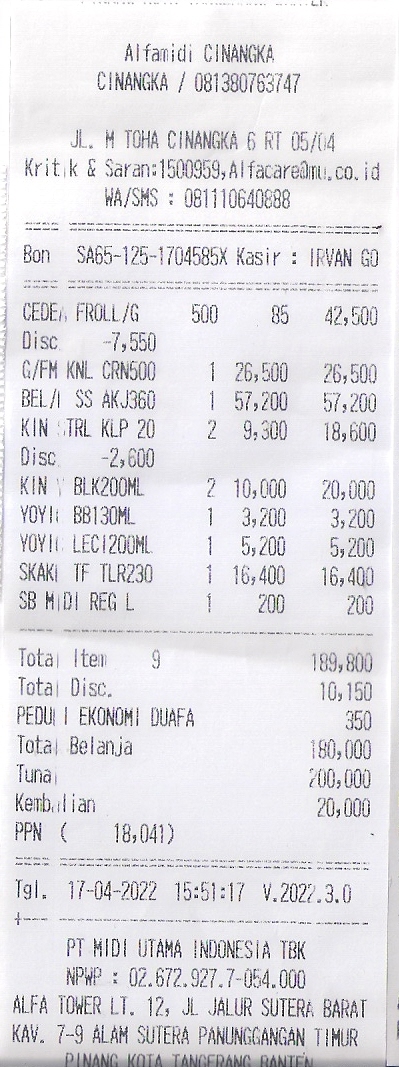 Alfamidi CINANGKA
CINANGKA / 081380763747
JL. M TOHA CINANGKA 6 RT 05/04
Kritik & Saran:1500959,Alfacare@mu.co.id
WA/SMS : 081110640888
Bon SA65-125-1704585X Kasir : IRVAN GO
CEDEA FROLL/G 500 85 42,500
Disc -7,550
G/FM KNL CRN500 1 26,500 26,500
BEL/ SS AKJ360 1 57,200 57,200
KIN STRL KLP 20 2 9,300 18,600
Disc -2,600
KIN BLK200ML 2 10,000 20,000
YOYI BB130ML 1 3,200 3,200
YOYI LECI200ML 1 5,200 5,200
SKAK TF TLR230 1 16,400 16,400
SB MIDI REG L 1 200 200
Total Item 9 189,800
Total Disc. 10,150
PEDULI EKONOMI DUAFA 350
Total Belanja 180,000
Tunai 200,000
Kembalian 20,000
PPN ( 18,041)
Tgl. 17-04-2022 15:51:17 V.2022.3.0
PT MIDI UTAMA INDONESIA TBK
NPWP : 02.672.927.7-054.000
ALFA TOWER LT. 12, JL JALUR SUTERA BARAT
KAV. 7-9 ALAM SUTERA PANUNGGANGAN TIMUR
PINANG KOTA TANGERANG BANTEN